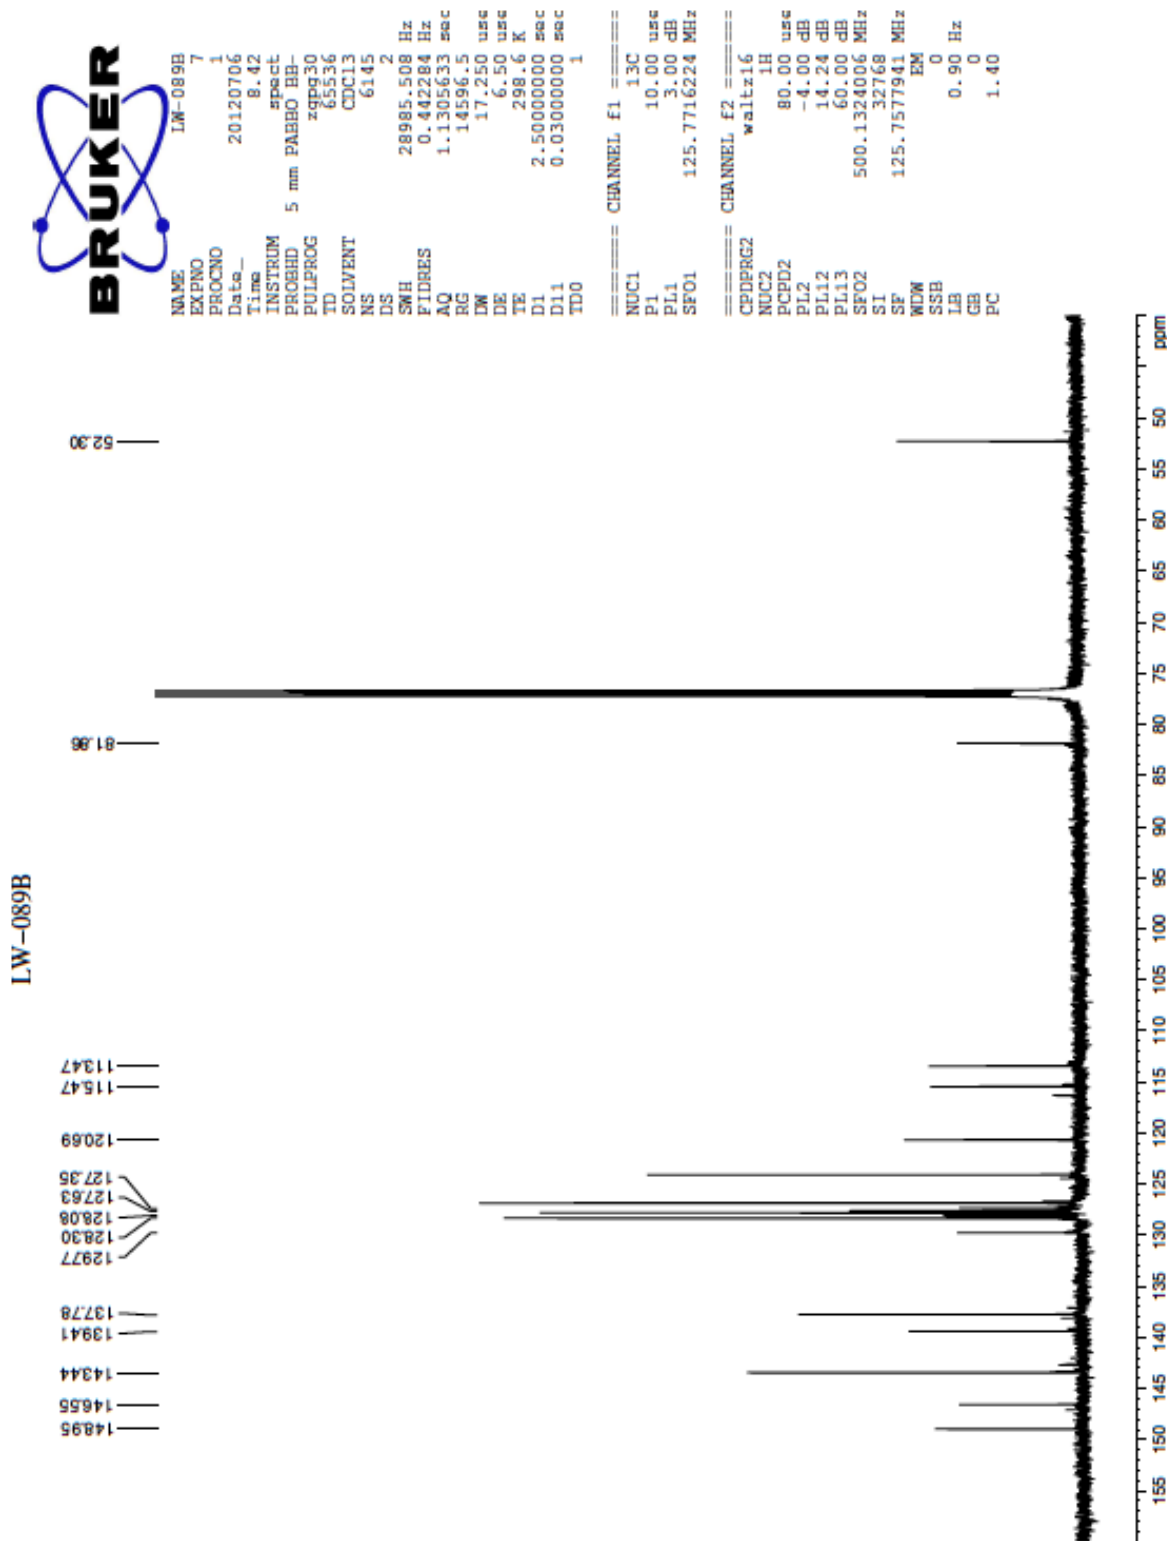 LW-089B
148.95
146.55
143.44
139.41
137.78
129.77
128.30
128.08
127.63
127.35
120.69
115.47
113.47
81.86
52.30
BRUKER
NAME LW-089B
EXPNO 7
PROCNO 1
Date_ 20120706
Time 8.42
INSTRUM spect
PROBHD 5 mm PABBO BB-
PULPROG zgpg30
TD 65536
SOLVENT CDCl3
NS 6145
DS 2
SWH 28985.508 Hz
FIDRES 0.442284 Hz
AQ 1.1305633 sec
RG 14596.5
DW 17.250 use
DE 6.50 use
TE 298.6 K
D1 2.50000000 sec
D11 0.03000000 sec
TD0 1
======== CHANNEL f1 ========
NUC1 13C
P1 10.00 use
PL1 3.00 dB
SFO1 125.7716224 MHz
======== CHANNEL f2 ========
CPDPRG2 waltz16
NUC2 1H
PCPD2 80.00 use
PL2 -4.00 dB
PL12 14.24 dB
PL13 60.00 dB
SFO2 500.1324006 MHz
SI 32768
SF 125.7577941 MHz
WDW EM
SSB 0
LB 0.90 Hz
GB 0
PC 1.40
155 150 145 140 135 130 125 120 115 110 105 100 95 90 85 80 75 70 65 60 55 50 ppm